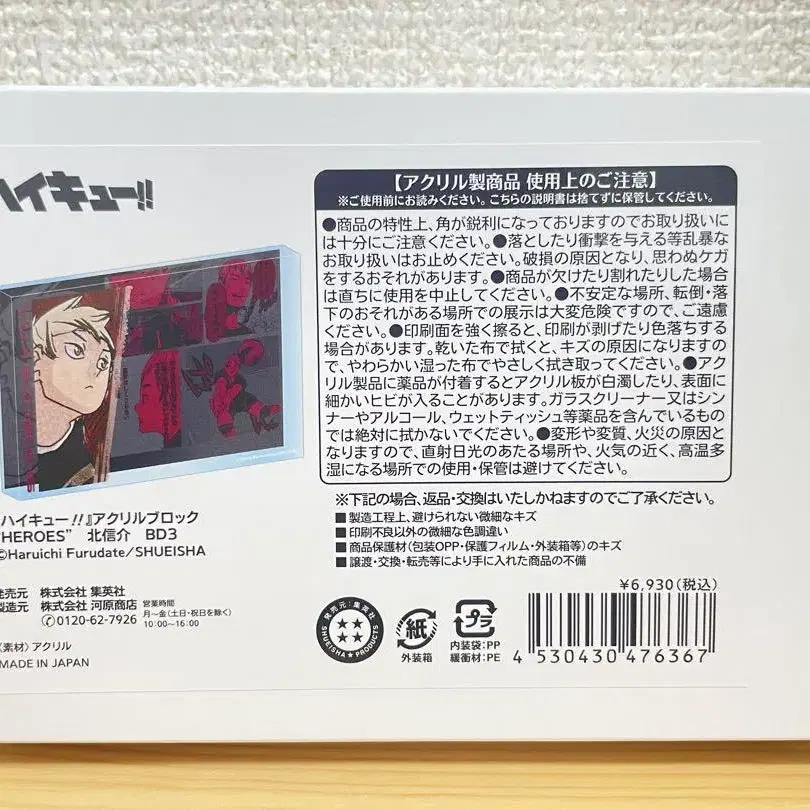 ハイキュー!!
【アクリル製商品 使用上のご注意】
※ご使用前にお読みください。こちらの説明書は捨てずに保管してください。
●商品の特性上、角が鋭利になっておりますのでお取り扱いに
は十分にご注意ください。●落としたり衝撃を与える等乱暴な
お取り扱いはお止めください。破損の原因となり、思わぬケガ
をするおそれがあります。●商品が欠けたり割れたりした場合
は直ちに使用を中止してください。●不安定な場所、転倒・落
下のおそれがある場所での展示は大変危険ですので、ご遠慮
ください。●印刷面を強く擦ると、印刷が剥げたり色落ちする
場合があります。乾いた布で拭くと、キズの原因になりますの
で、やわらかい湿った布でやさしく拭き取ってください。●アク
リル製品に薬品が付着するとアクリル板が白濁したり、表面に
細かいヒビが入ることがあります。ガラスクリーナー又はシン
ナーやアルコール、ウェットティッシュ等薬品を含んでいるもの
では絶対に拭かないでください。●変形や変質、火災の原因と
なりますので、直射日光のあたる場所や、火気の近く、高温多
湿になる場所での使用・保管は避けてください。
※下記の場合、返品・交換はいたしかねますのでご了承ください。
■製造工程上、避けられない微細なキズ
■印刷不良以外の微細な色調違い
■商品保護材(包装OPP・保護フィルム・外装箱等)のキズ
■譲渡・交換・転売等により手に入れた商品の不備
ハイキュー!!』アクリルブロック
"HEROES" 北信介 BD3
©Haruichi Furudate/SHUEISHA
発売元 株式会社 集英社
製造元 株式会社 河原商店
0120-62-7926
営業時間
月〜金(土日・祝日を除く)
10:00〜16:00
〈素材〉アクリル
MADE IN JAPAN
発売元:集英社
SHUEISHA★PRODUCTS
紙
外装箱
プラ
内装袋:PP
緩衝材:PE
¥6,930(税込)
4 530430 476367